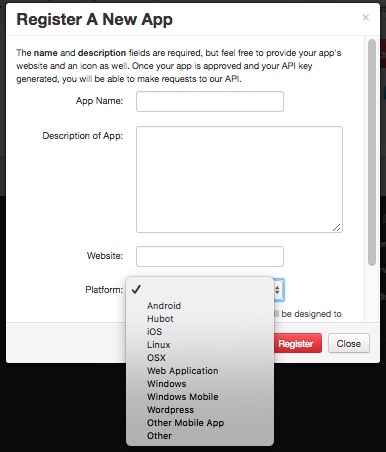 Register A New App
×
The name and description fields are required, but feel free to provide your app's
website and an icon as well. Once your app is approved and your API key
generated, you will be able to make requests to our API.
App Name:
Description of App:
Website:
Platform:
✓
Android
Hubot
iOS
Linux
OSX
Web Application
Windows
Windows Mobile
Wordpress
Other Mobile App
Other
be designed to
Register
Close